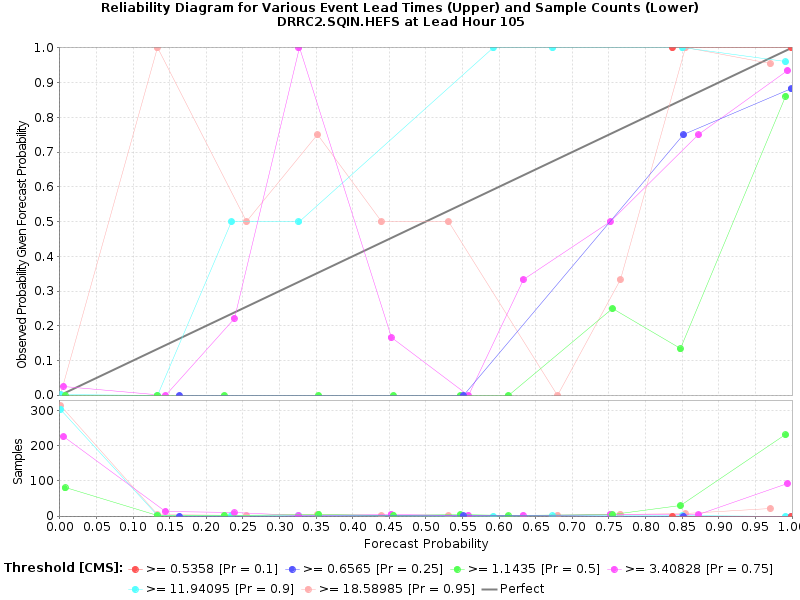 Reliability Diagram for Various Event Lead Times (Upper) and Sample Counts (Lower)
DRRC2.SQIN.HEFS at Lead Hour 105
Observed Probability Given Forecast Probability
1.0
0.9
0.8
0.7
0.6
0.5
0.4
0.3
0.2
0.1
0.0
Samples
300
200
100
0
0.00 0.05 0.10 0.15 0.20 0.25 0.30 0.35 0.40 0.45 0.50 0.55 0.60 0.65 0.70 0.75 0.80 0.85 0.90 0.95 1.0
Forecast Probability
Threshold [CMS]: >= 0.5358 [Pr = 0.1] >= 0.6565 [Pr = 0.25] >= 1.1435 [Pr = 0.5] >= 3.40828 [Pr = 0.75]
>= 11.94095 [Pr = 0.9] >= 18.58985 [Pr = 0.95] Perfect